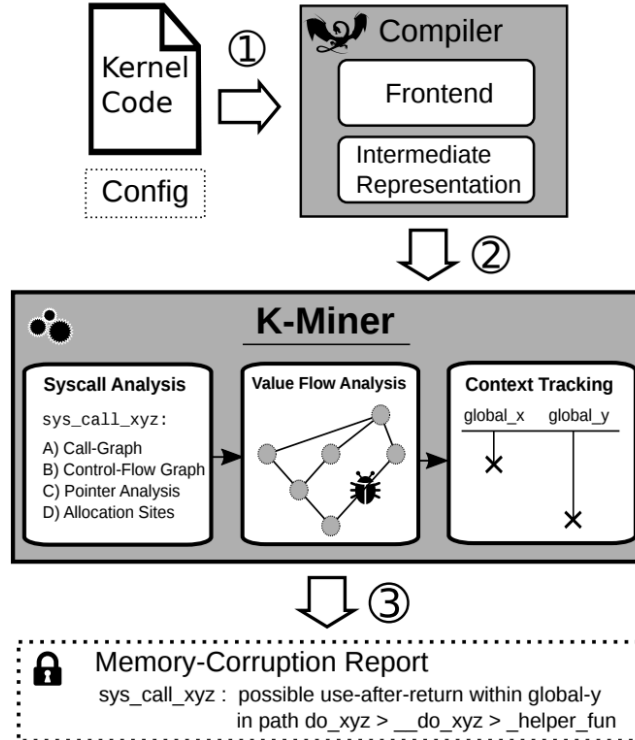 Kernel
Code
①
Config
Compiler
Frontend
Intermediate
Representation
②
K-Miner
Syscall Analysis
sys_call_xyz:
A) Call-Graph
B) Control-Flow Graph
C) Pointer Analysis
D) Allocation Sites
Value Flow Analysis
Context Tracking
global_x global_y
③
Memory-Corruption Report
sys_call_xyz : possible use-after-return within global-y
in path do_xyz > __do_xyz > _helper_fun